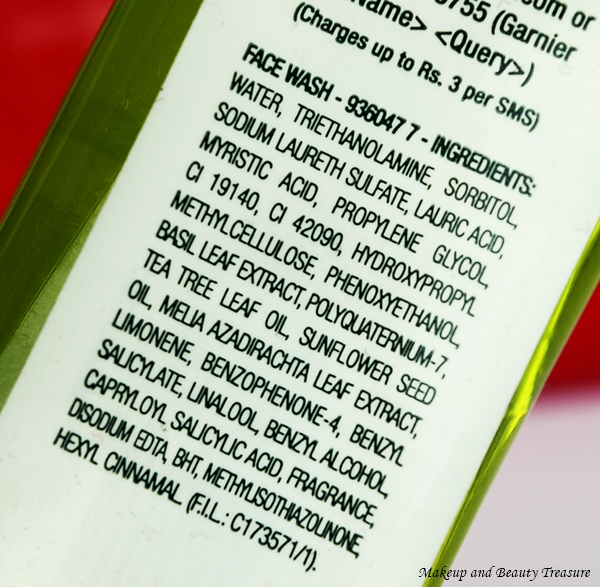 .com or
3755 (Garnier
Name> <Query>)
(Charges up to Rs. 3 per SMS)
FACE WASH - 936047 7 - INGREDIENTS:
WATER, TRIETHANOLAMINE, SORBITOL,
SODIUM LAURETH SULFATE, LAURIC ACID,
MYRISTIC ACID, PROPYLENE GLYCOL,
CI 19140, CI 42090, HYDROXYPROPYL
METHYLCELLULOSE, PHENOXYETHANOL,
BASIL LEAF EXTRACT, POLYQUATERNIUM-7,
TEA TREE LEAF OIL, SUNFLOWER SEED
OIL, MELIA AZADIRACHTA LEAF EXTRACT,
LIMONENE, BENZOPHENONE-4, BENZYL
SALICYLATE, LINALOOL, BENZYL ALCOHOL,
CAPRYLOYL SALICYLIC ACID, FRAGRANCE,
DISODIUM EDTA, BHT, METHYLISOTHIAZOLINONE,
HEXYL CINNAMAL (F.I.L.: C173571/1).
Makeup and Beauty Treasure